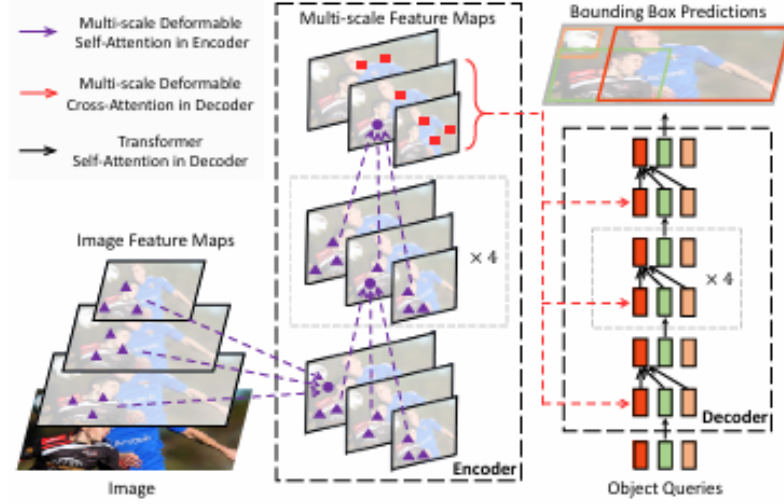 Multi-scale Deformable
Self-Attention in Encoder
Multi-scale Deformable
Cross-Attention in Decoder
Transformer
Self-Attention in Decoder
Multi-scale Feature Maps
Bounding Box Predictions
Image Feature Maps
× 4
× 4
Encoder
Decoder
Image
Object Queries